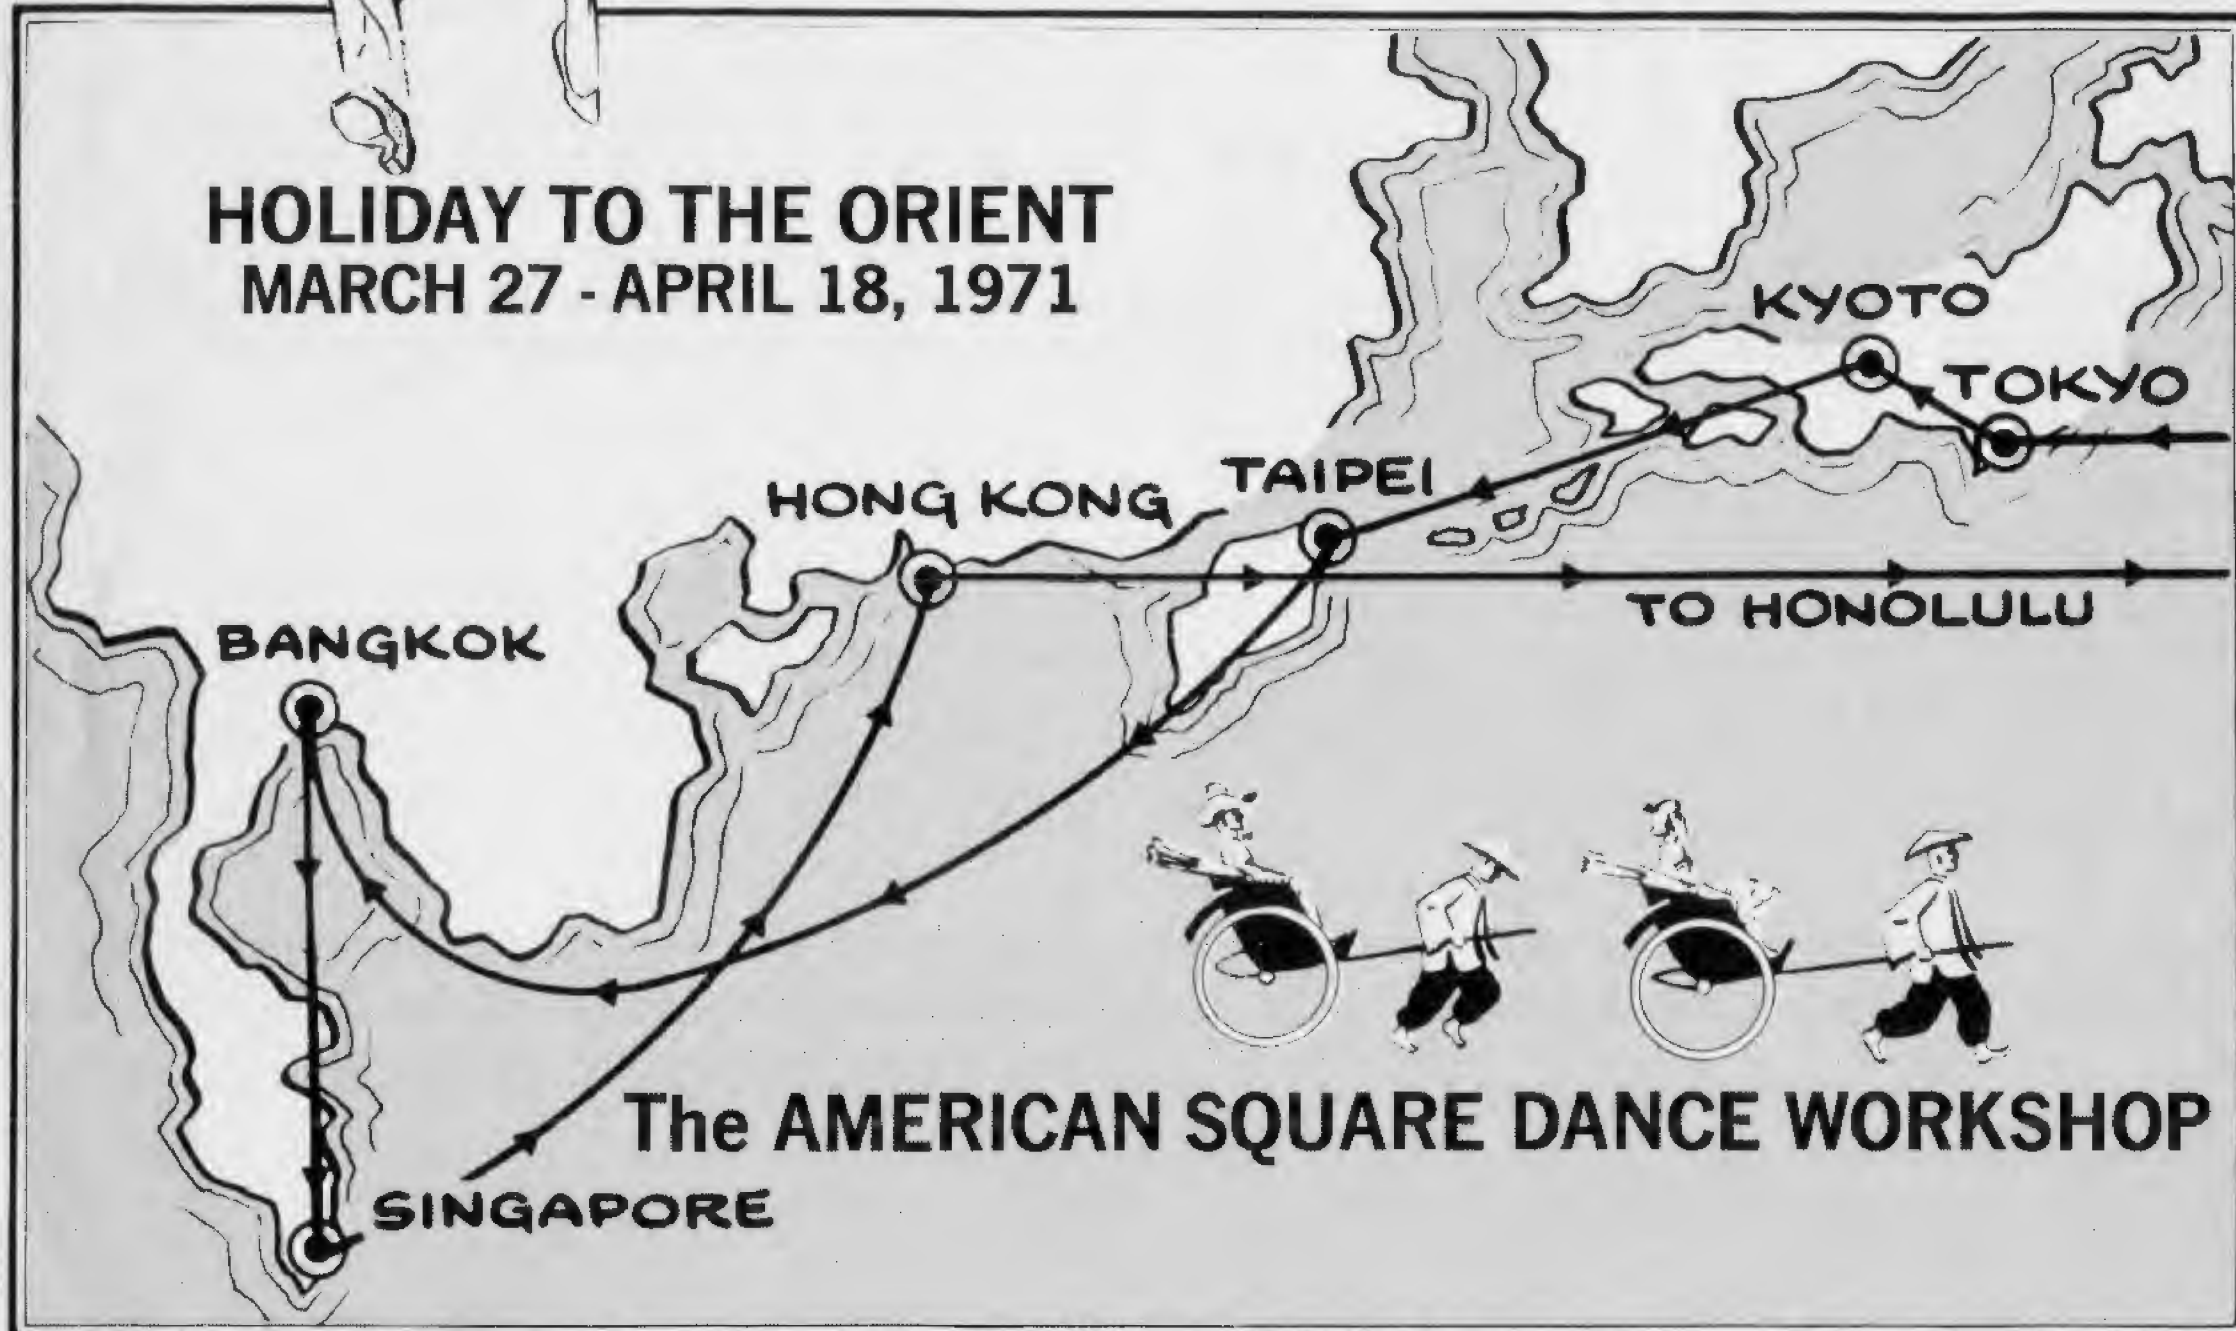 HOLIDAY TO THE ORIENT
MARCH 27 - APRIL 18, 1971
KYOTO
TOKYO
TAIPEI
HONG KONG
TO HONOLULU
BANGKOK
The AMERICAN SQUARE DANCE WORKSHOP
SINGAPORE